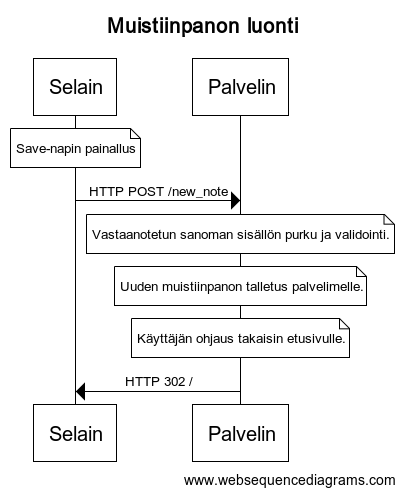 Muistiinpanon luonti
Selain
Palvelin
Save-napin painallus
HTTP POST /new_note
Vastaanotetun sanoman sisällön purku ja validointi.
Uuden muistiinpanon talletus palvelimelle.
Käyttäjän ohjaus takaisin etusivulle.
HTTP 302 /
Selain
Palvelin
www.websequencediagrams.com